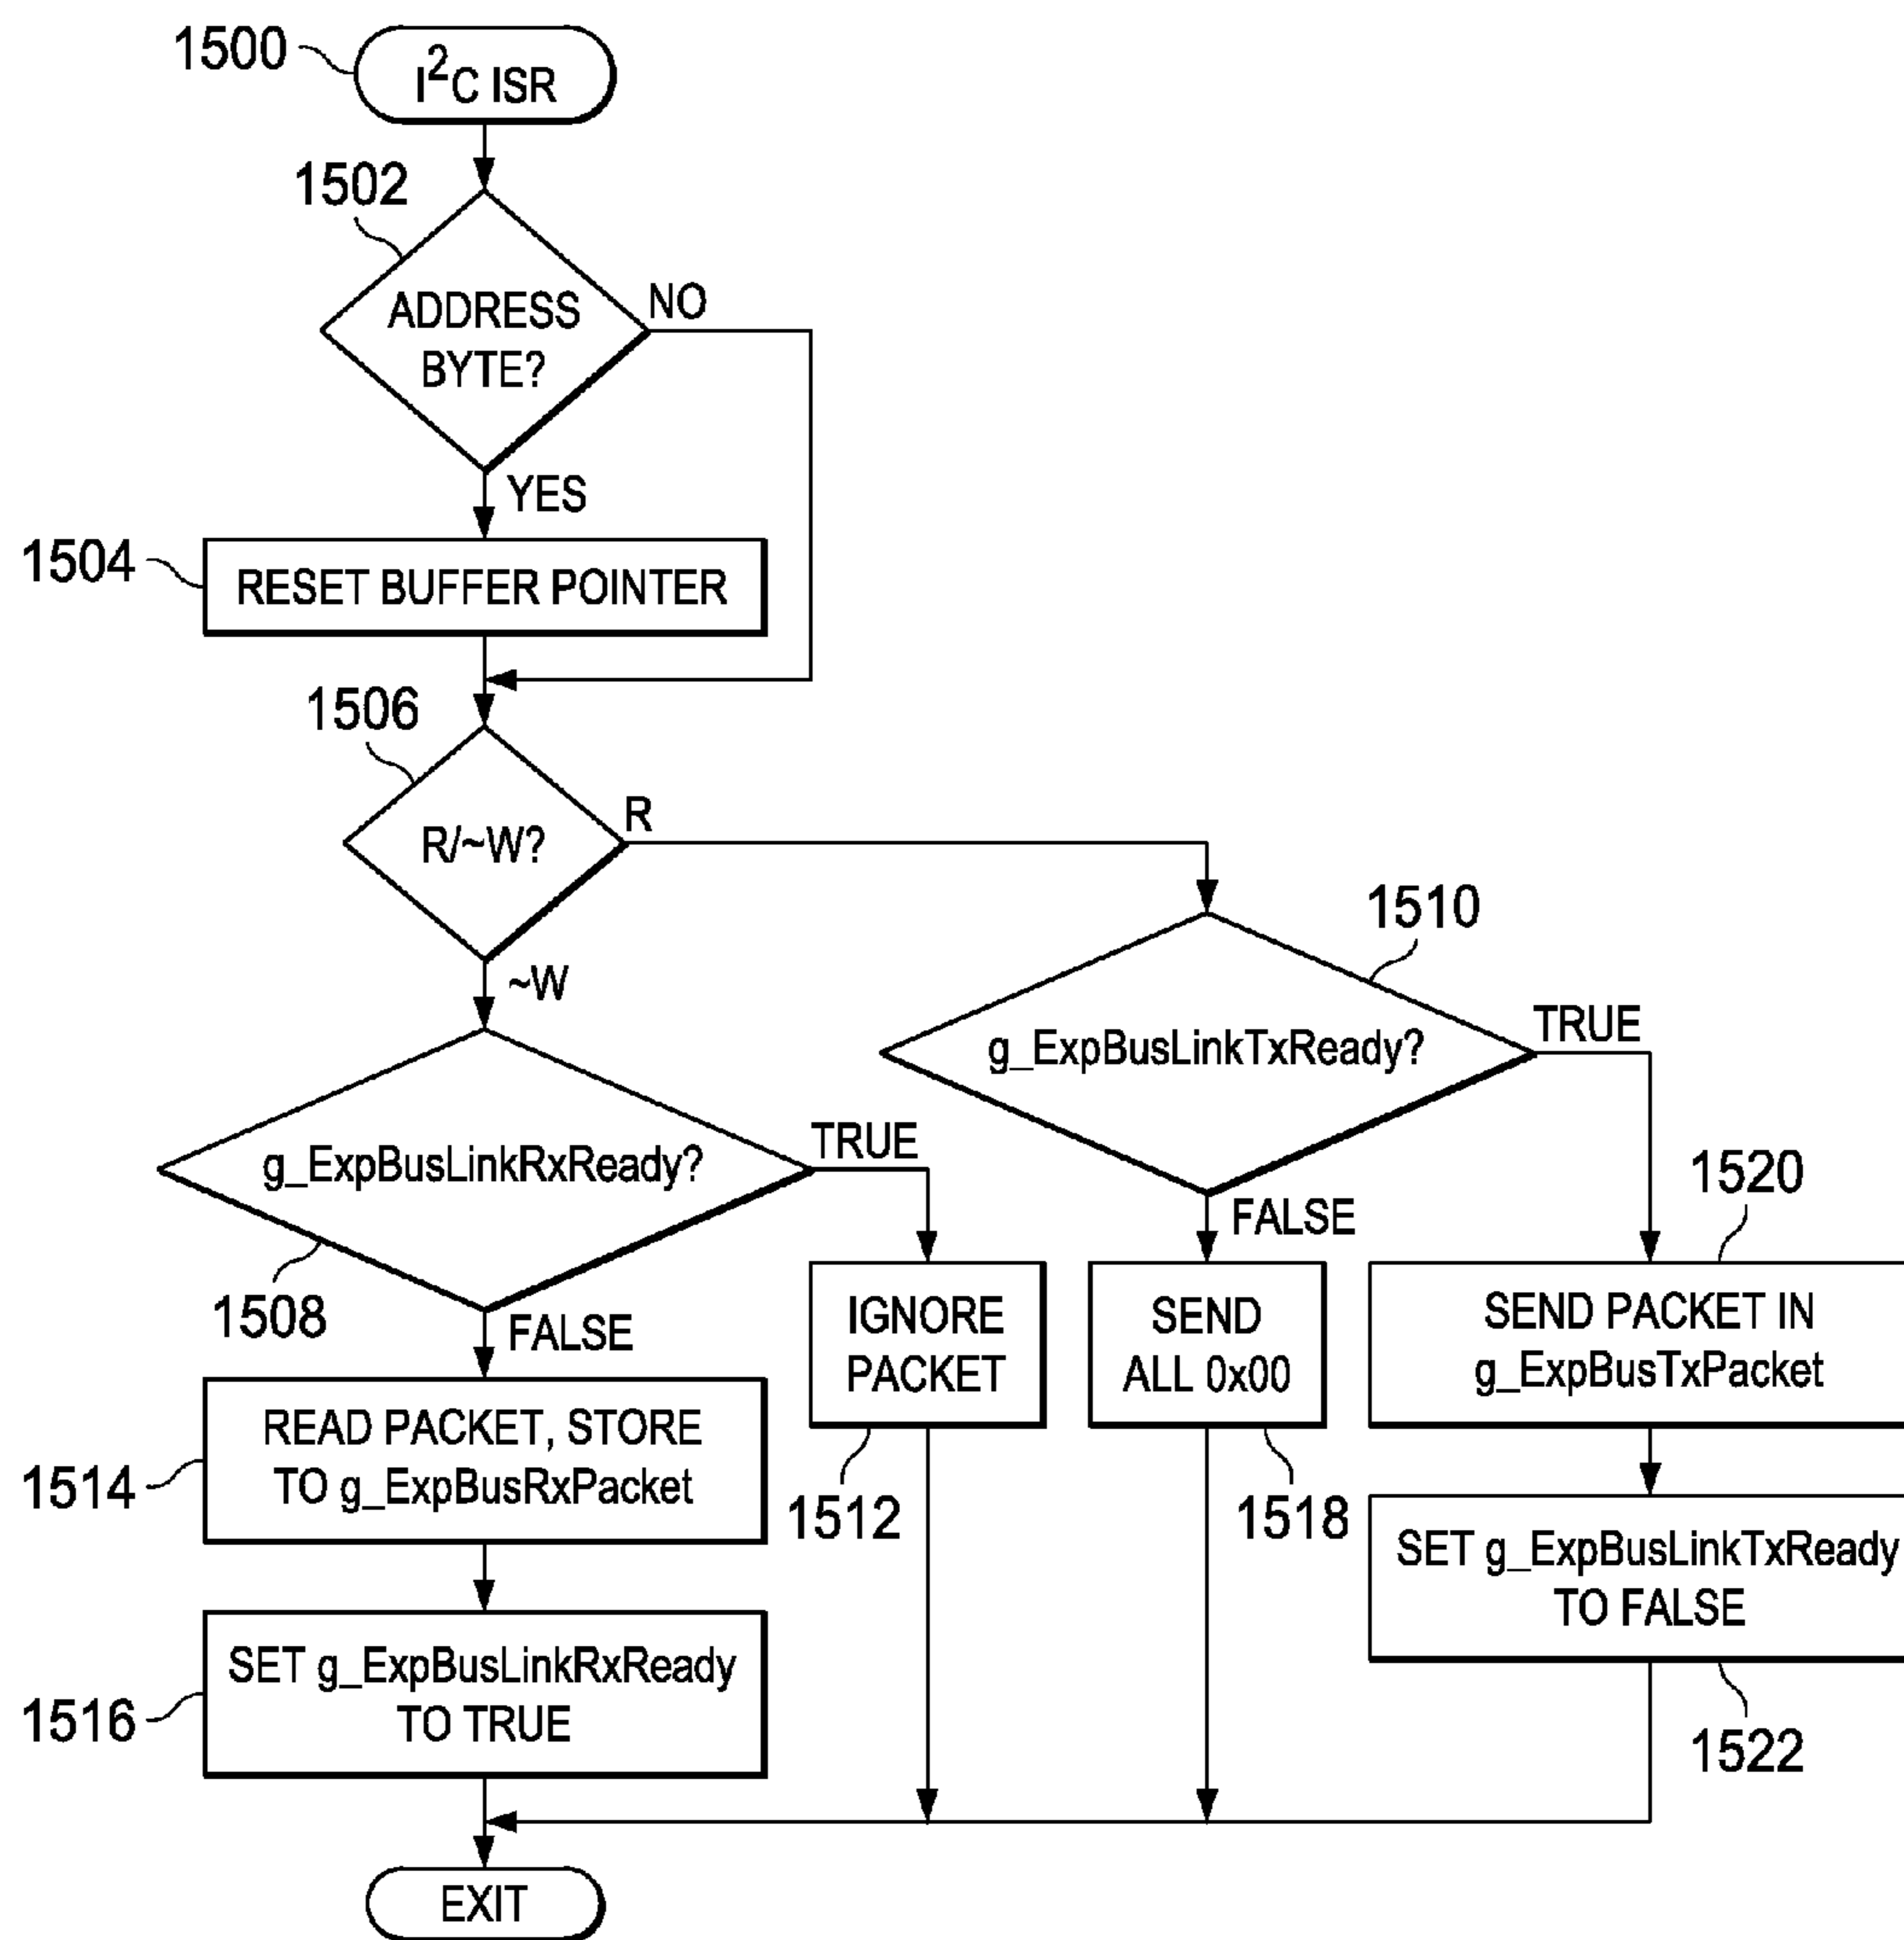 1500
I²C ISR
1502
ADDRESS
BYTE?
NO
YES
1504
RESET BUFFER POINTER
1506
R/~W?
R
~W
1510
g_ExpBusLinkTxReady?
TRUE
FALSE
g_ExpBusLinkRxReady?
TRUE
1508
FALSE
1520
IGNORE
PACKET
SEND
ALL 0x00
SEND PACKET IN
g_ExpBusTxPacket
1514
READ PACKET, STORE
TO g_ExpBusRxPacket
1512
1518
SET g_ExpBusLinkTxReady
TO FALSE
1516
SET g_ExpBusLinkRxReady
TO TRUE
1522
EXIT